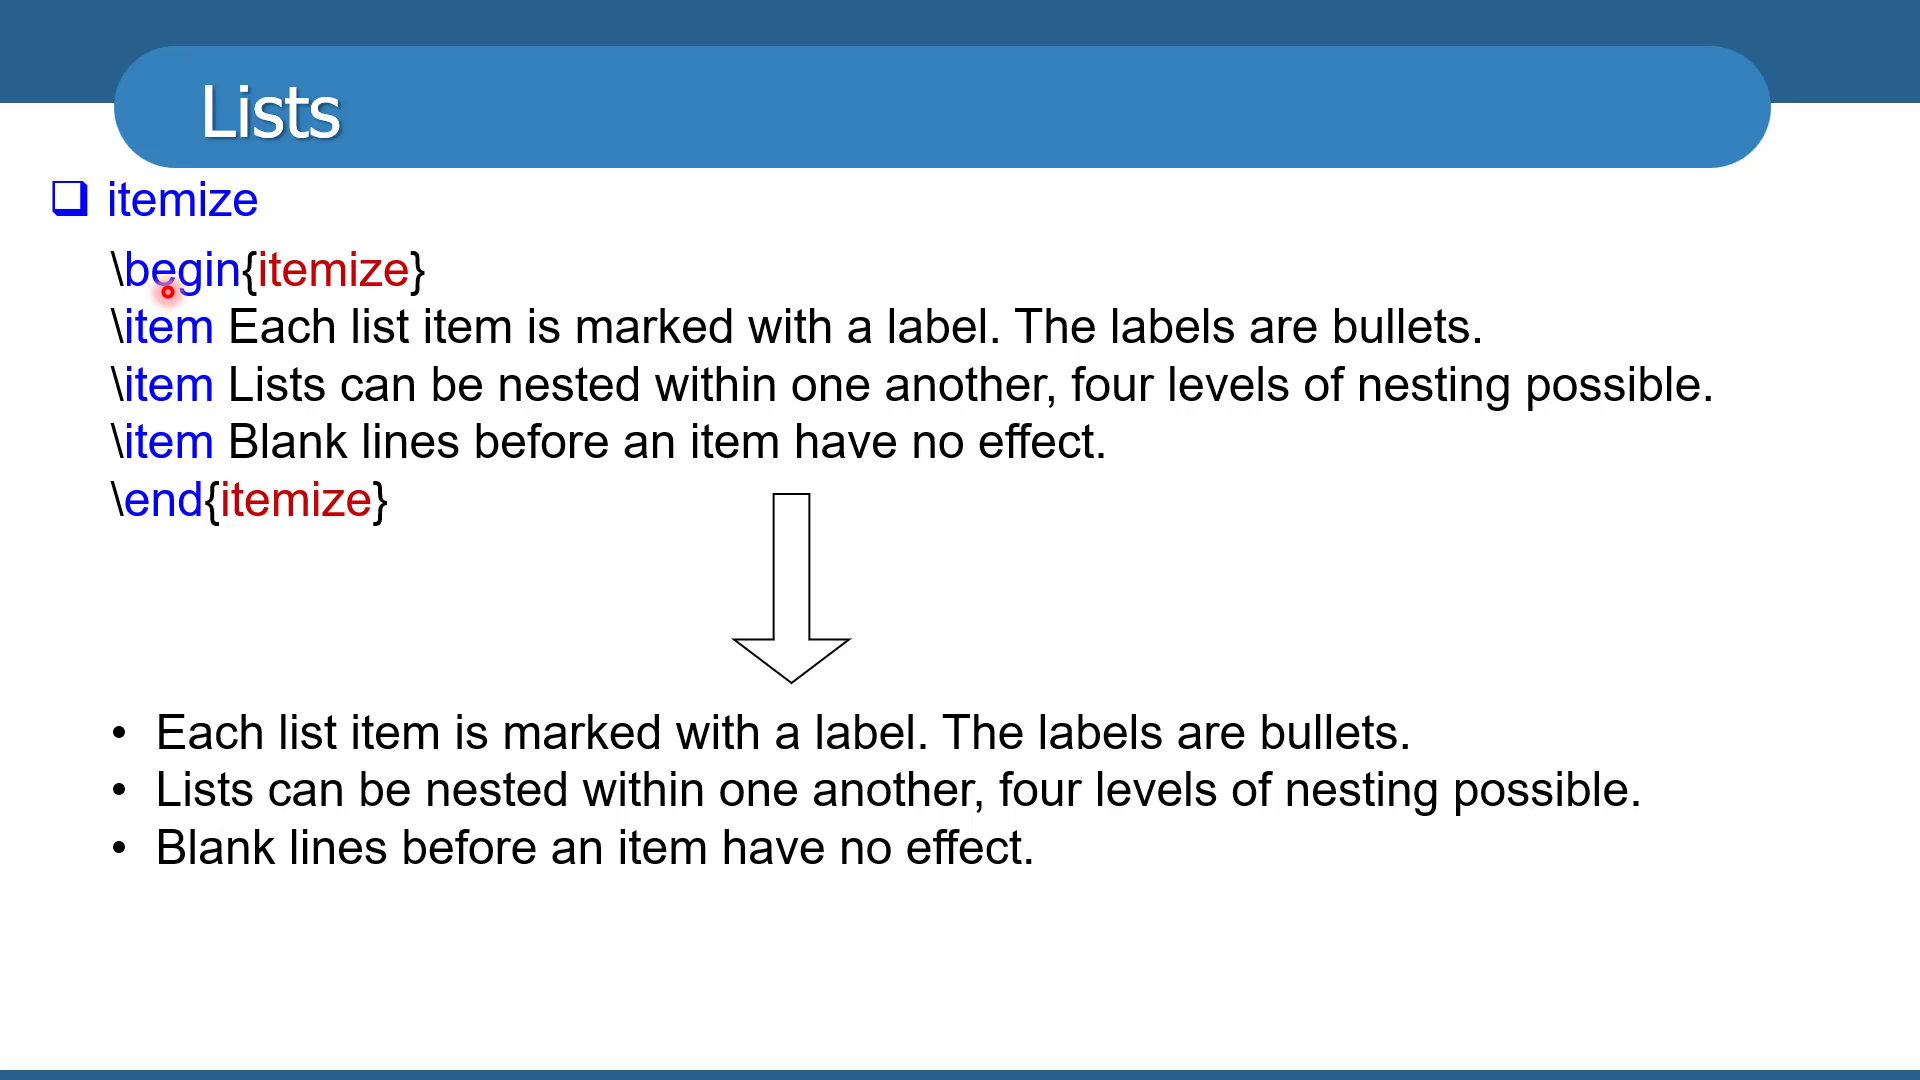 Lists
❑ itemize
\begin{itemize}
\item Each list item is marked with a label. The labels are bullets.
\item Lists can be nested within one another, four levels of nesting possible.
\item Blank lines before an item have no effect.
\end{itemize}
• Each list item is marked with a label. The labels are bullets.
• Lists can be nested within one another, four levels of nesting possible.
• Blank lines before an item have no effect.